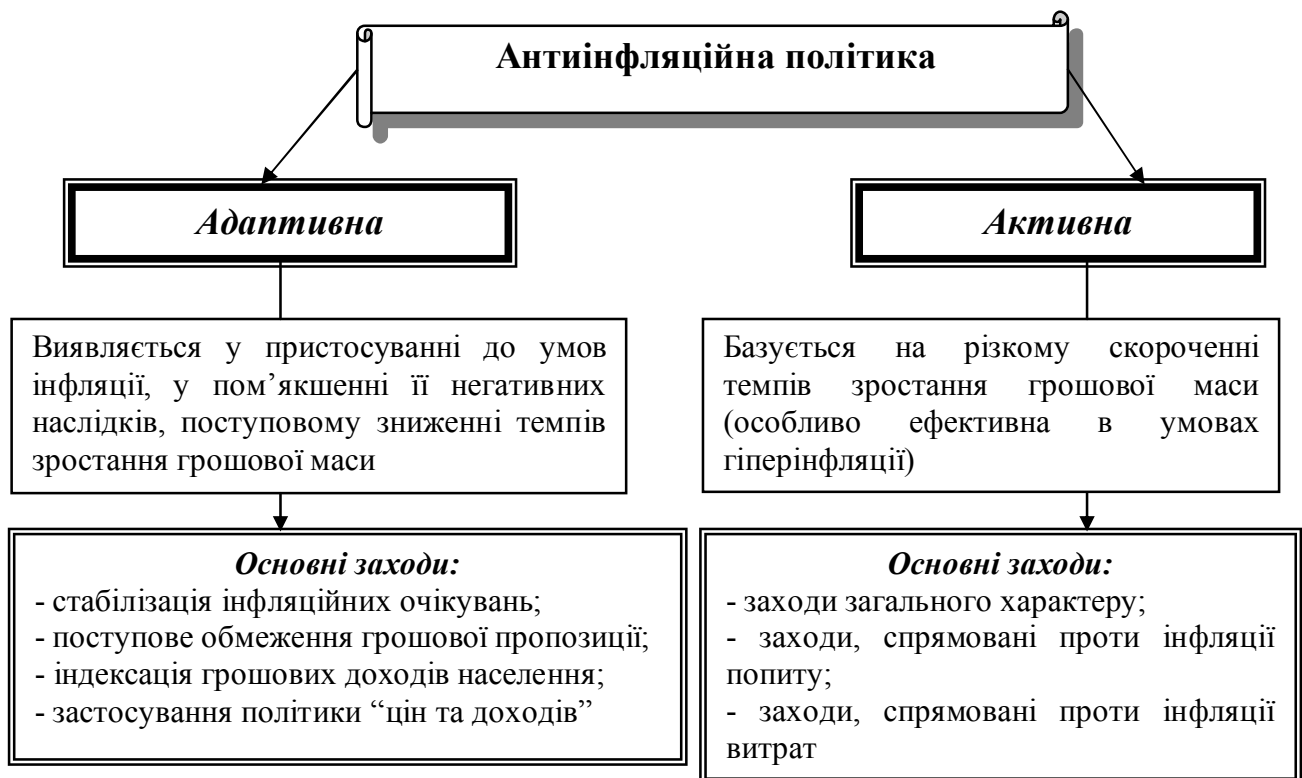 Антиінфляційна політика
Адаптивна
Активна
Виявляється у пристосуванні до умов
інфляції, у пом’якшенні її негативних
наслідків, поступовому зниженні темпів
зростання грошової маси
Базується на різкому скороченні
темпів зростання грошової маси
(особливо ефективна в умовах
гіперінфляції)
Основні заходи:
- стабілізація інфляційних очікувань;
- поступове обмеження грошової пропозиції;
- індексація грошових доходів населення;
- застосування політики “цін та доходів”
Основні заходи:
- заходи загального характеру;
- заходи, спрямовані проти інфляції
попиту;
- заходи, спрямовані проти інфляції
витрат